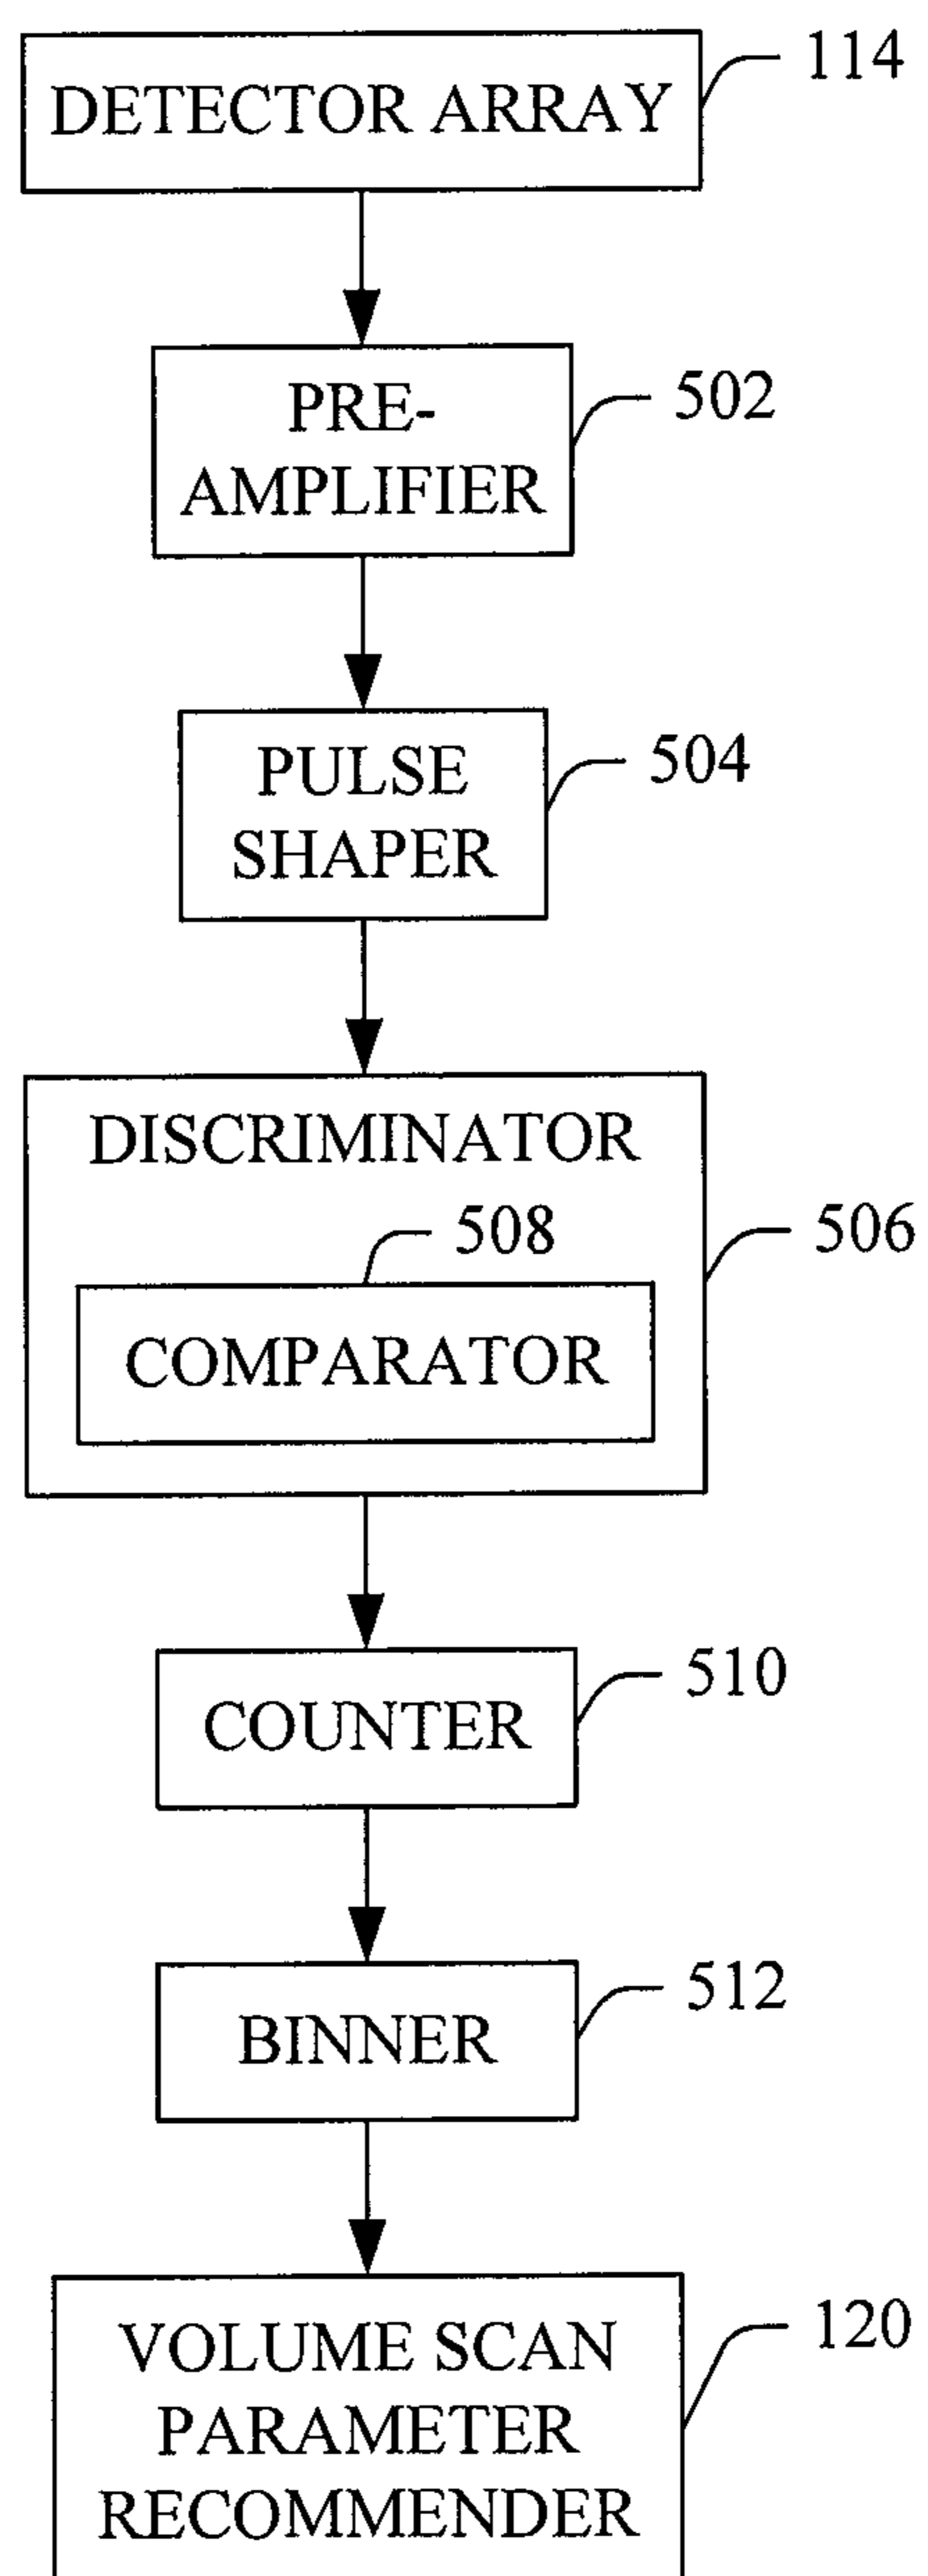 DETECTOR ARRAY
114
PRE-
AMPLIFIER
502
PULSE
SHAPER
504
DISCRIMINATOR
506
508
COMPARATOR
COUNTER
510
BINNER
512
VOLUME SCAN
PARAMETER
RECOMMENDER
120